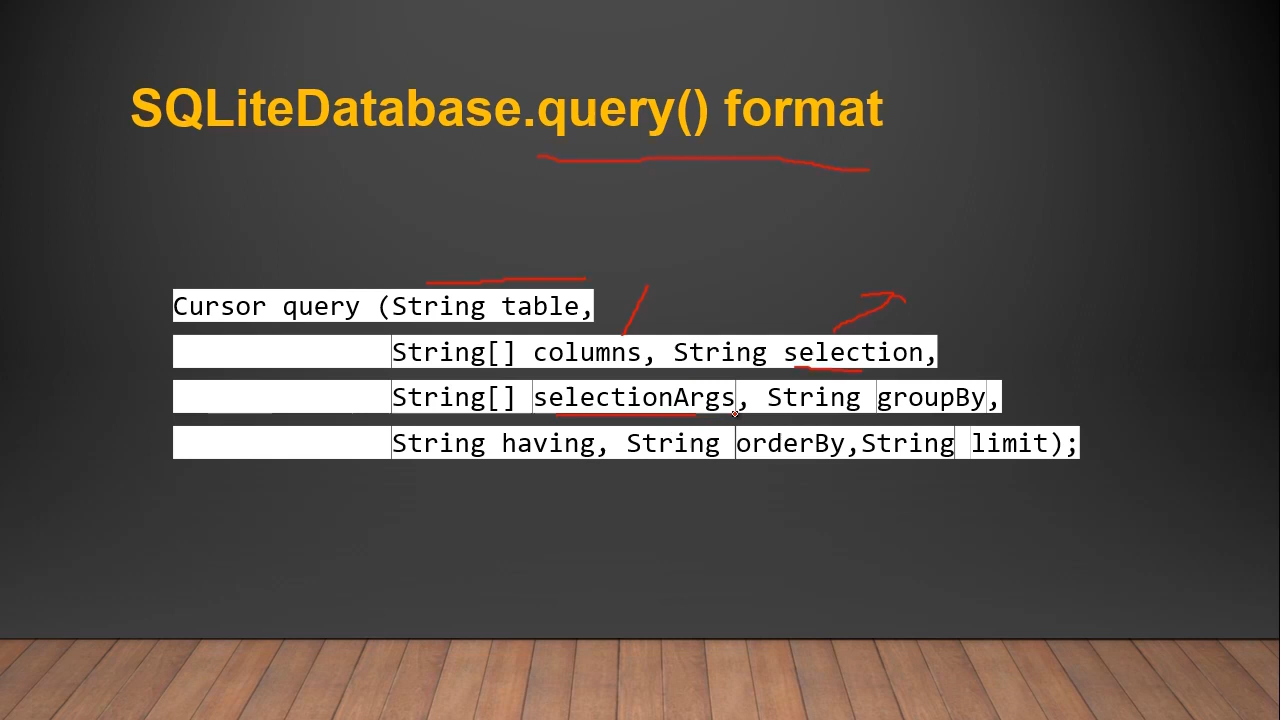 SQLiteDatabase.query() format
Cursor query (String table,
String[] columns, String selection,
String[] selectionArgs, String groupBy,
String having, String orderBy,String limit);